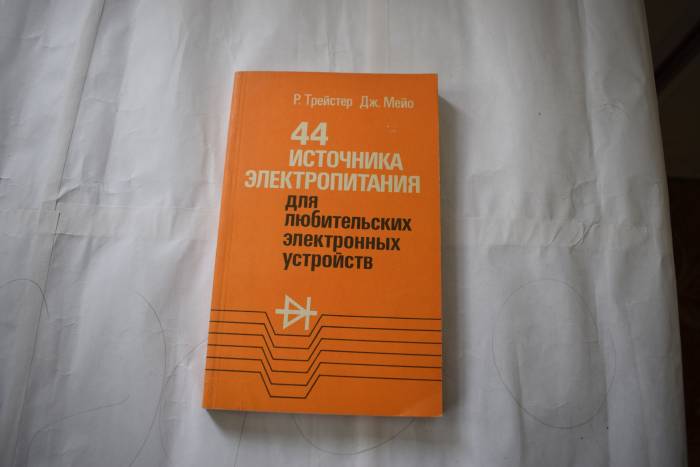 Р. Трейстер Дж. Мейо
44
ИСТОЧНИКА
ЭЛЕКТРОПИТАНИЯ
для
любительских
электронных
устройств